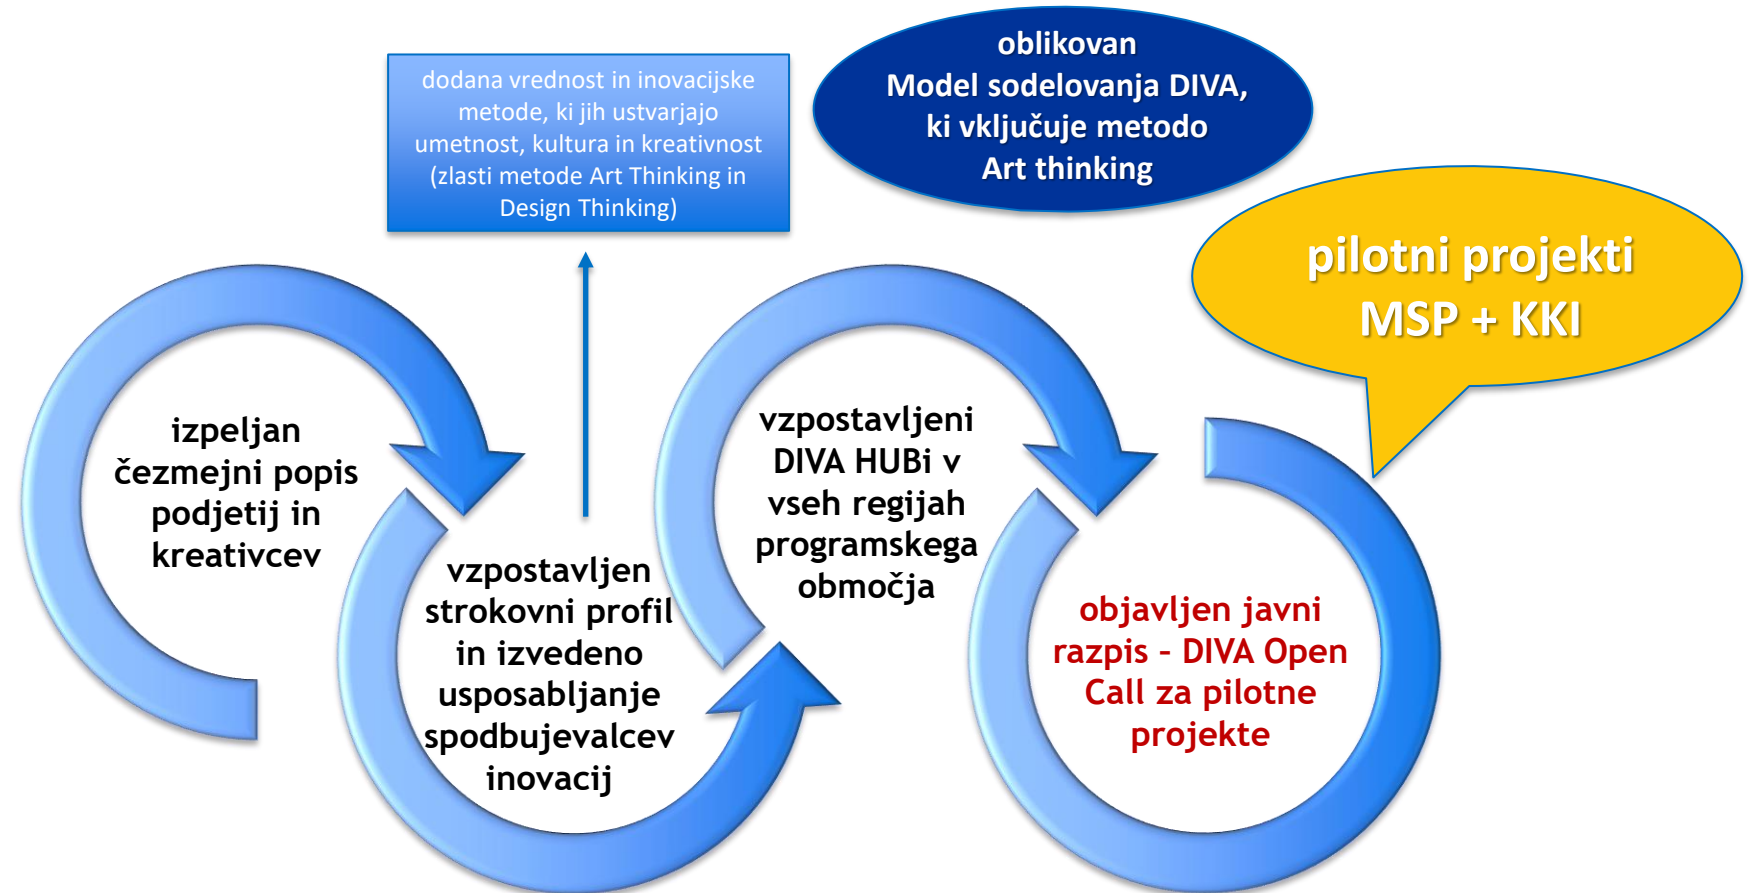 dodana vrednost in inovacijske
metode, ki jih ustvarjajo
umetnost, kultura in kreativnost
(zlasti metode Art Thinking in
Design Thinking)
oblikovan
Model sodelovanja DIVA,
ki vključuje metodo
Art thinking
pilotni projekti
MSP + KKI
izpeljan
čezmejni popis
podjetij in
kreativcev
vzpostavljen
strokovni profil
in izvedeno
usposabljanje
spodbujevalcev
inovacij
vzpostavljeni
DIVA HUBi v
vseh regijah
programskega
območja
objavljen javni
razpis – DIVA Open
Call za pilotne
projekte